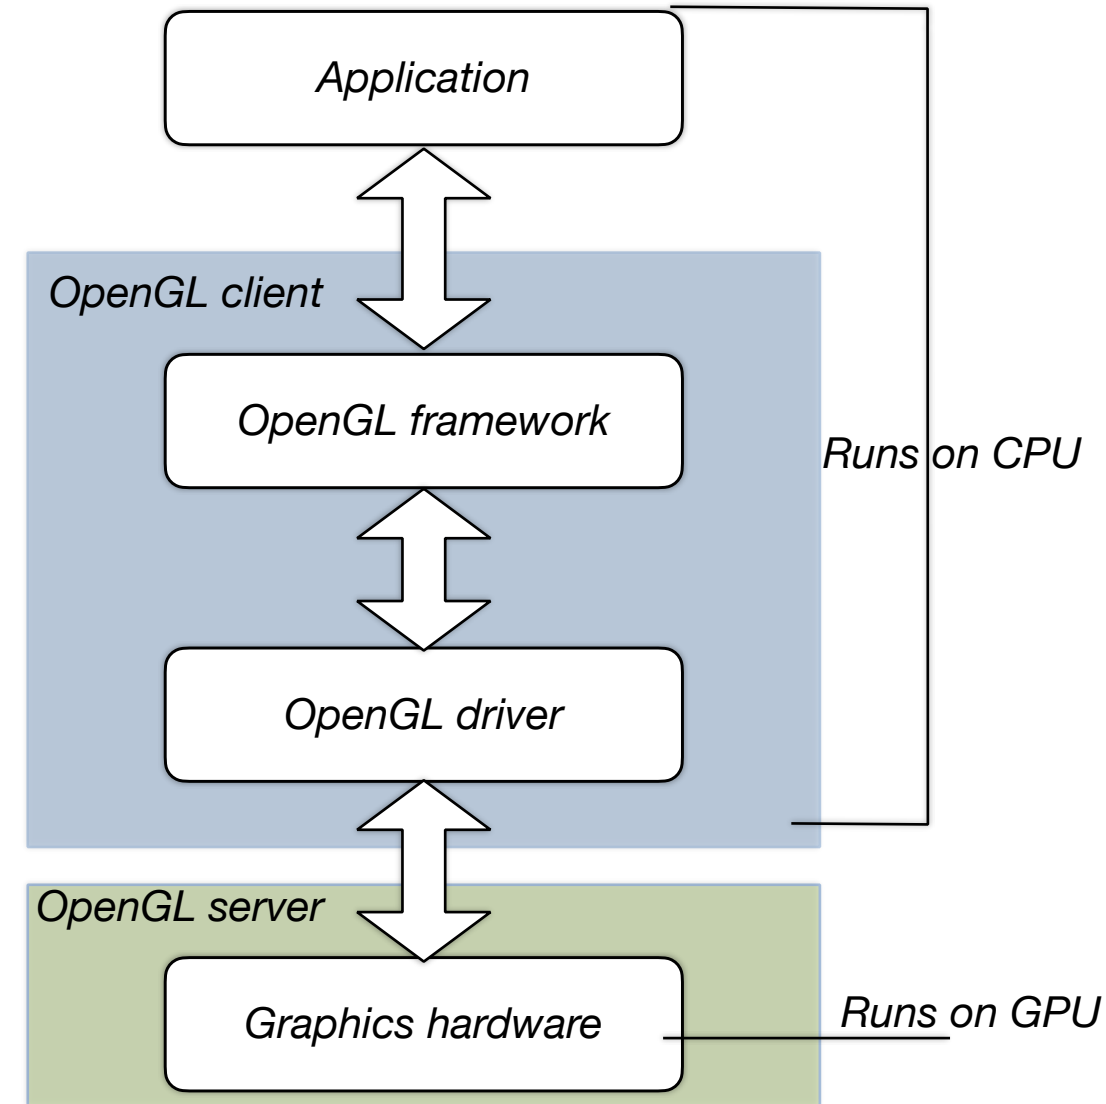 Application
OpenGL client
OpenGL framework
Runs on CPU
OpenGL driver
OpenGL server
Graphics hardware
Runs on GPU